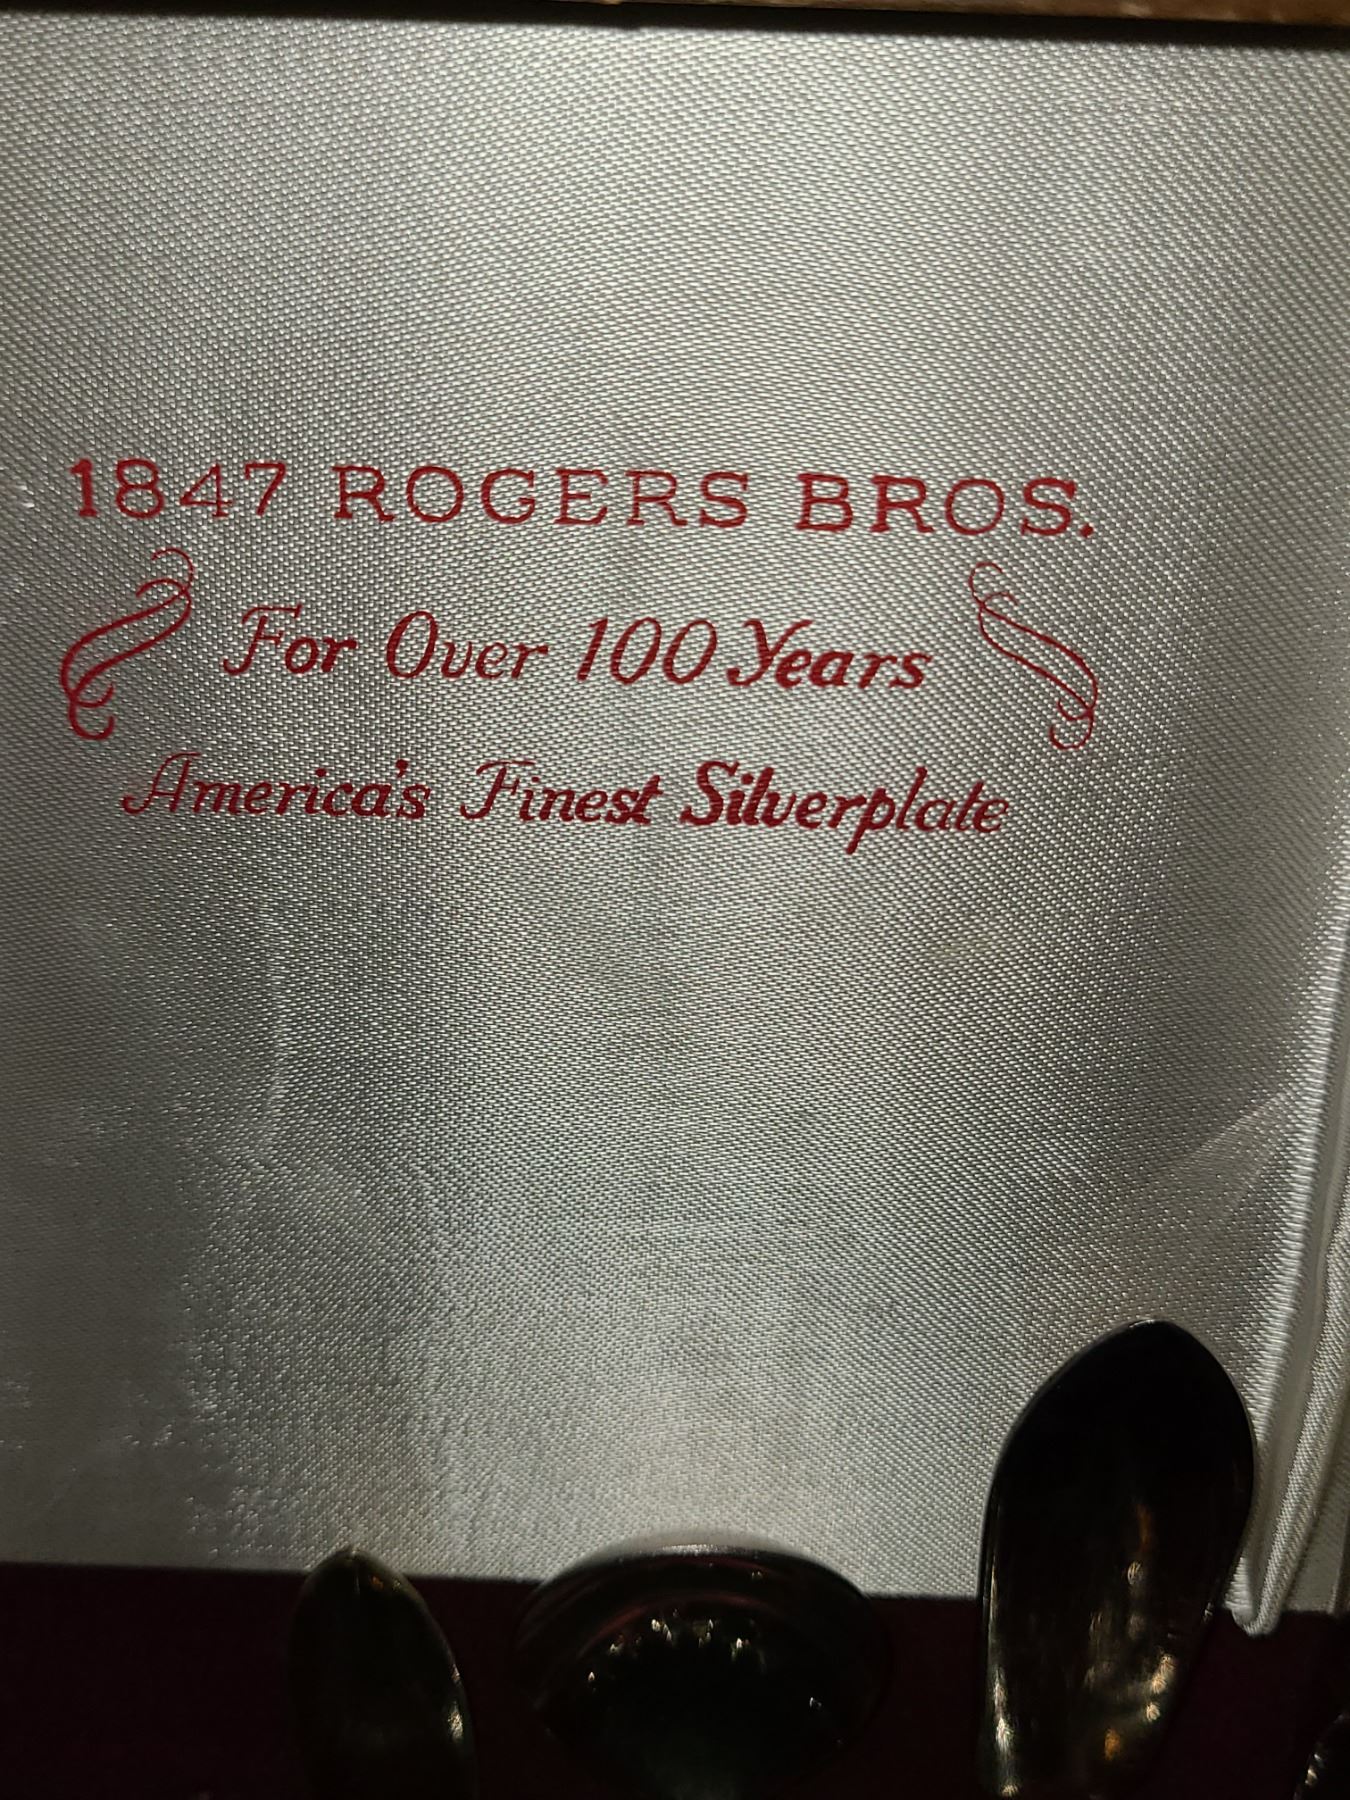 1847 ROGERS BROS.
For Over 100 Years
America's Finest Silverplate